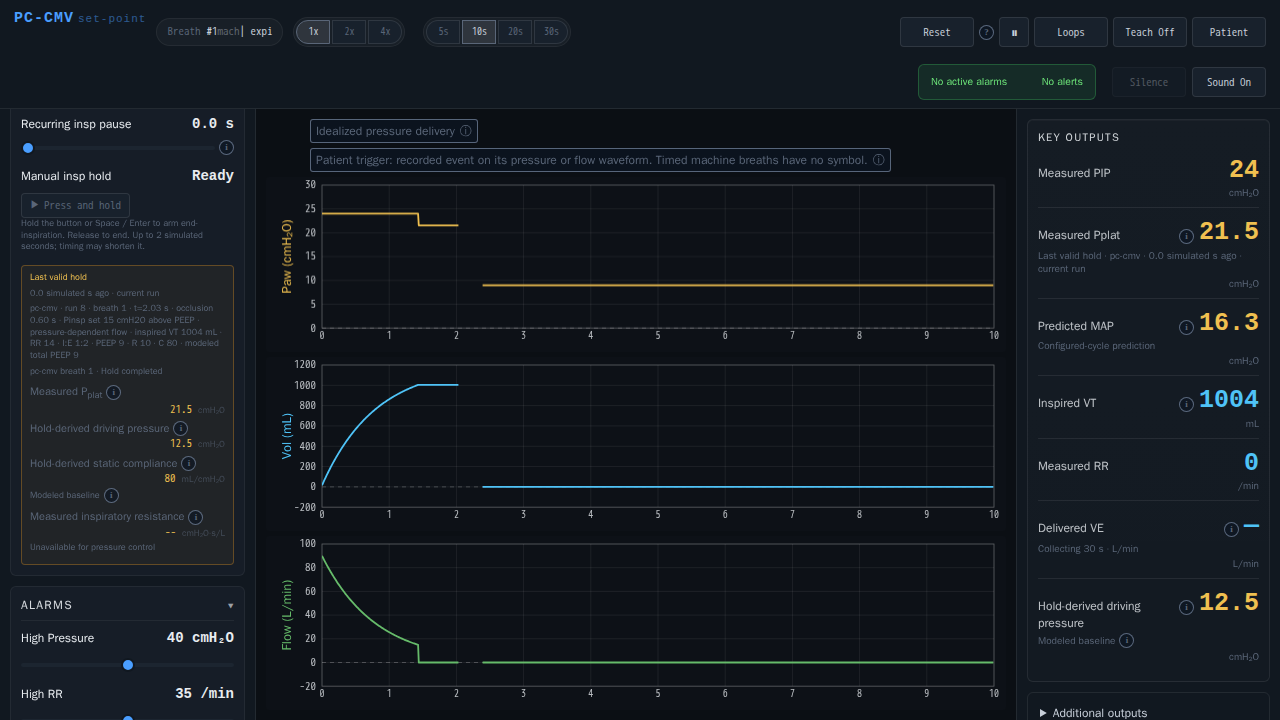 PC-CMV set-point
Breath #1mach| expi
1x 2x 4x
5s 10s 20s 30s
Reset ? Loops Teach Off Patient
No active alarms No alerts
Silence Sound On
Recurring insp pause 0.0 s
i
Manual insp hold Ready
▶ Press and hold
Hold the button or Space / Enter to arm end-
inspiration. Release to end. Up to 2 simulated
seconds; timing may shorten it.
Last valid hold
0.0 simulated s ago · current run
pc-cmv · run 8 · breath 1 · t=2.03 s · occlusion
0.60 s · Pinsp set 15 cmH2O above PEEP ·
pressure-dependent flow · inspired VT 1004 mL ·
RR 14 · I:E 1:2 · PEEP 9 · R 10 · C 80 · modeled
total PEEP 9
pc-cmv breath 1 · Hold completed
Measured Pplat i
21.5 cmH₂O
Hold-derived driving pressure i
12.5 cmH₂O
Hold-derived static compliance i
80 mL/cmH₂O
Modeled baseline i
Measured inspiratory resistance i
-- cmH₂O·s/L
Unavailable for pressure control
ALARMS ▾
High Pressure 40 cmH₂O
High RR 35 /min
Idealized pressure delivery ⓘ
Patient trigger: recorded event on its pressure or flow waveform. Timed machine breaths have no symbol. ⓘ
Paw (cmH₂O)
30
25
20
15
10
5
0
0 1 2 3 4 5 6 7 8 9 10
Vol (mL)
1200
1000
800
600
400
200
0
-200
0 1 2 3 4 5 6 7 8 9 10
Flow (L/min)
100
80
60
40
20
0
-20
0 1 2 3 4 5 6 7 8 9 10
KEY OUTPUTS
Measured PIP 24
cmH₂O
Measured Pplat i 21.5
Last valid hold · pc-cmv · 0.0 simulated s ago ·
current run
cmH₂O
Predicted MAP i 16.3
Configured-cycle prediction
cmH₂O
Inspired VT i 1004
mL
Measured RR 0
/min
Delivered VE i —
Collecting 30 s · L/min
L/min
Hold-derived driving i 12.5
pressure
Modeled baseline i
cmH₂O
▶ Additional outputs